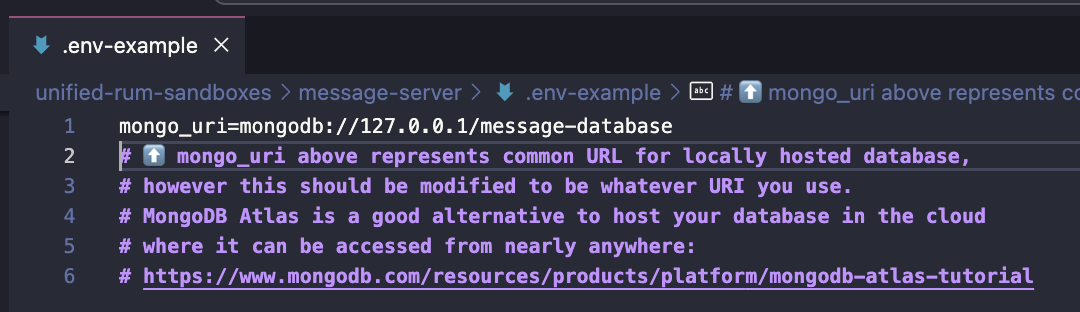 .env-example
unified-rum-sandboxes > message-server > .env-example > abc # ⬆️ mongo_uri above represents co
1 mongo_uri=mongodb://127.0.0.1/message-database
2 # ⬆️ mongo_uri above represents common URL for locally hosted database,
3 # however this should be modified to be whatever URI you use.
4 # MongoDB Atlas is a good alternative to host your database in the cloud
5 # where it can be accessed from nearly anywhere:
6 # https://www.mongodb.com/resources/products/platform/mongodb-atlas-tutorial